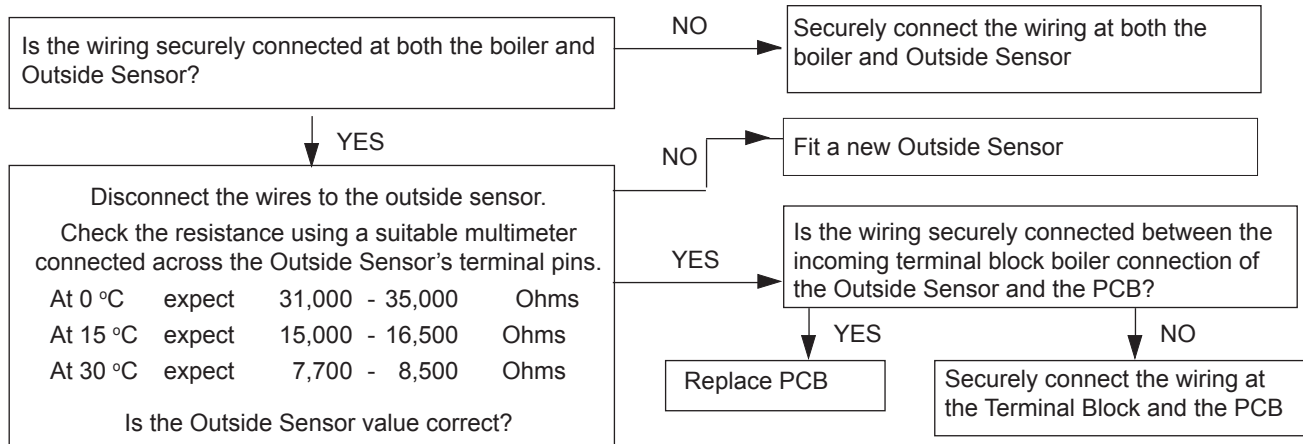 Is the wiring securely connected at both the boiler and
Outside Sensor?
NO
Securely connect the wiring at both the
boiler and Outside Sensor
YES
Disconnect the wires to the outside sensor.
Check the resistance using a suitable multimeter
connected across the Outside Sensor’s terminal pins.
At 0 °C expect 31,000 - 35,000 Ohms
At 15 °C expect 15,000 - 16,500 Ohms
At 30 °C expect 7,700 - 8,500 Ohms
Is the Outside Sensor value correct?
NO
Fit a new Outside Sensor
YES
Is the wiring securely connected between the
incoming terminal block boiler connection of
the Outside Sensor and the PCB?
YES
Replace PCB
NO
Securely connect the wiring at
the Terminal Block and the PCB